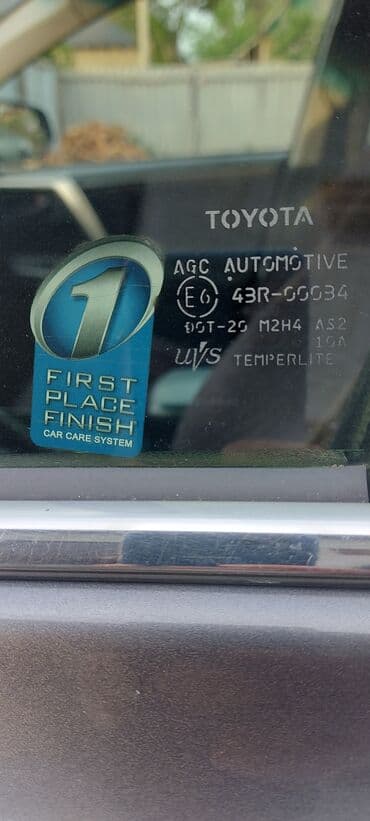 TOYOTA
AGC AUTOMOTIVE
E6 43R-00034
DOT-20 M2H4 AS2
10A
UVS TEMPERLITE
1
FIRST
PLACE
FINISH
CAR CARE SYSTEM